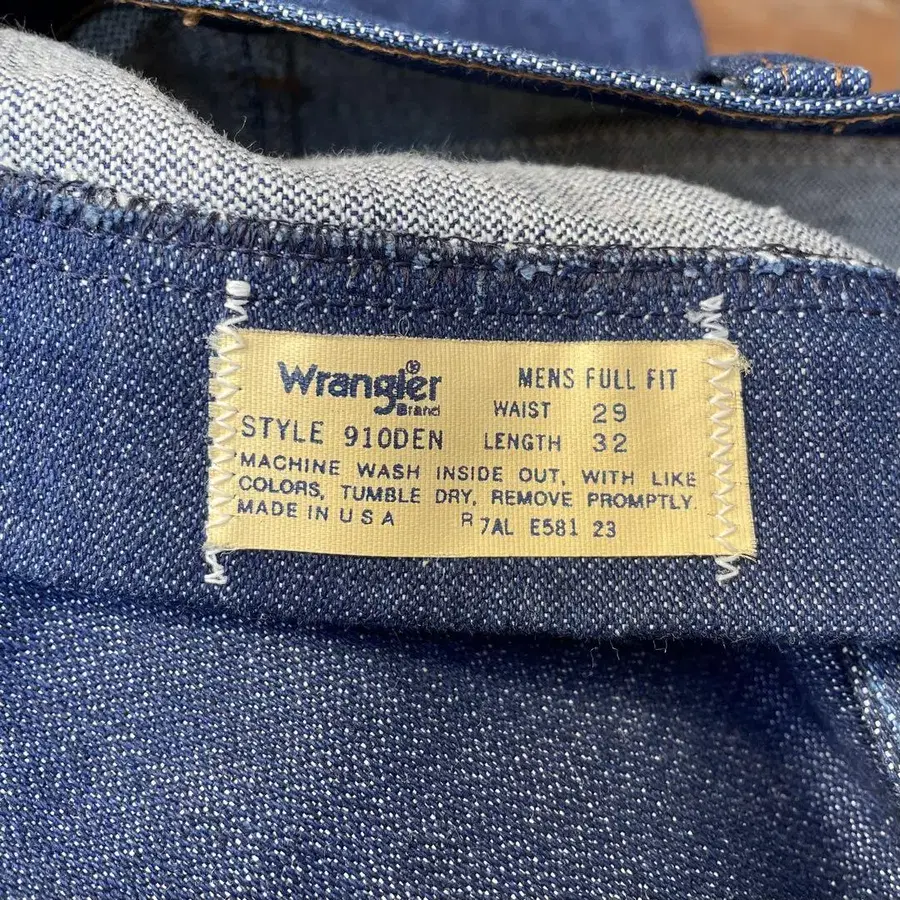 Wrangler®
Brand
MENS FULL FIT
WAIST 29
STYLE 910DEN LENGTH 32
MACHINE WASH INSIDE OUT, WITH LIKE
COLORS, TUMBLE DRY, REMOVE PROMPTLY.
MADE IN U S A R 7AL E581 23